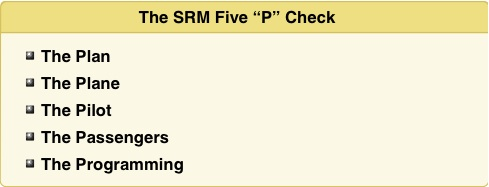 The SRM Five “P” Check
The Plan
The Plane
The Pilot
The Passengers
The Programming